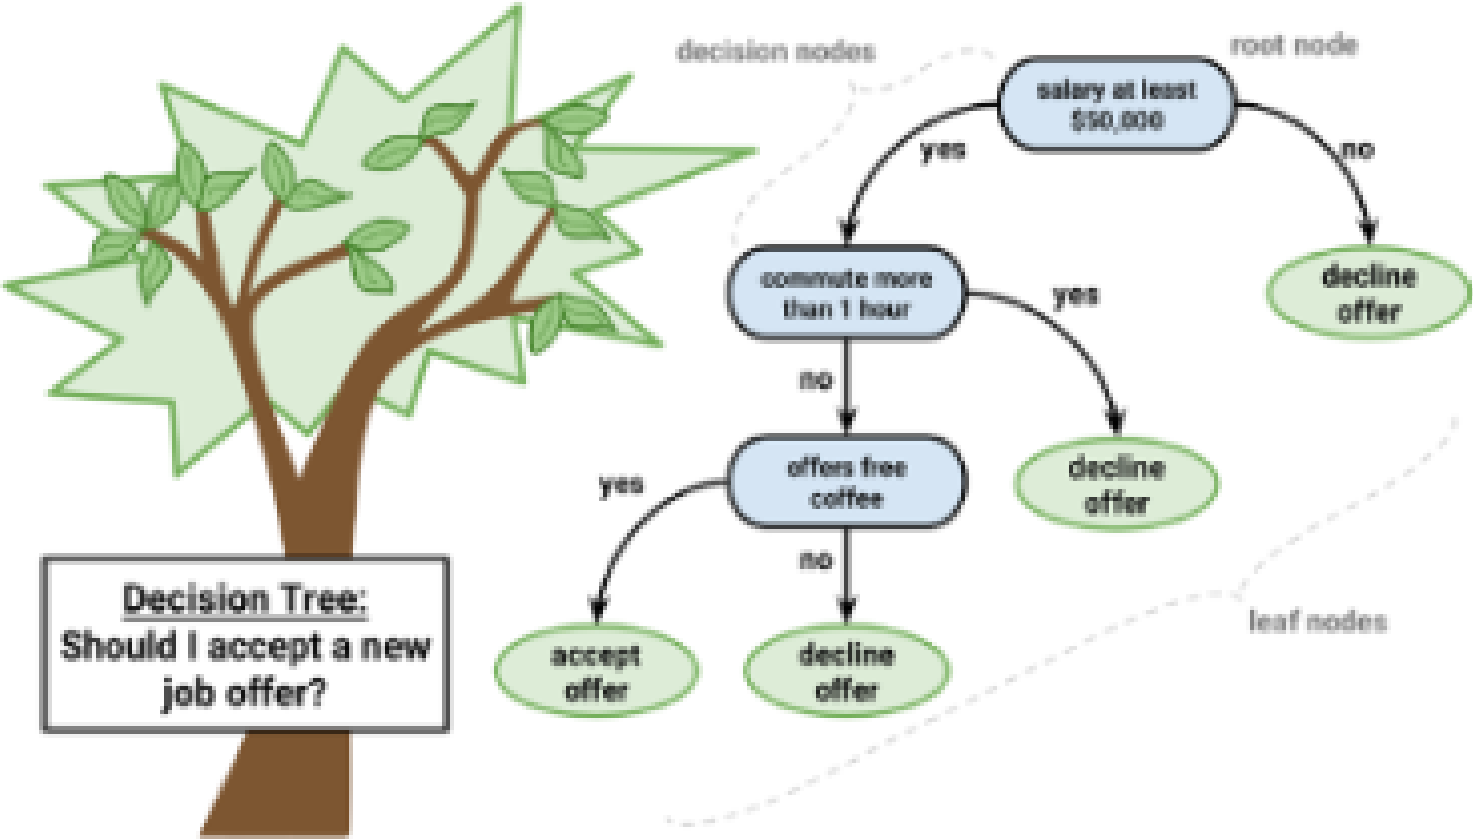 decision nodes
root node
salary at least
$50,000
yes
no
commute more
than 1 hour
yes
decline
offer
no
offers free
coffee
decline
offer
yes
no
leaf nodes
accept
offer
decline
offer
Decision Tree:
Should I accept a new
job offer?